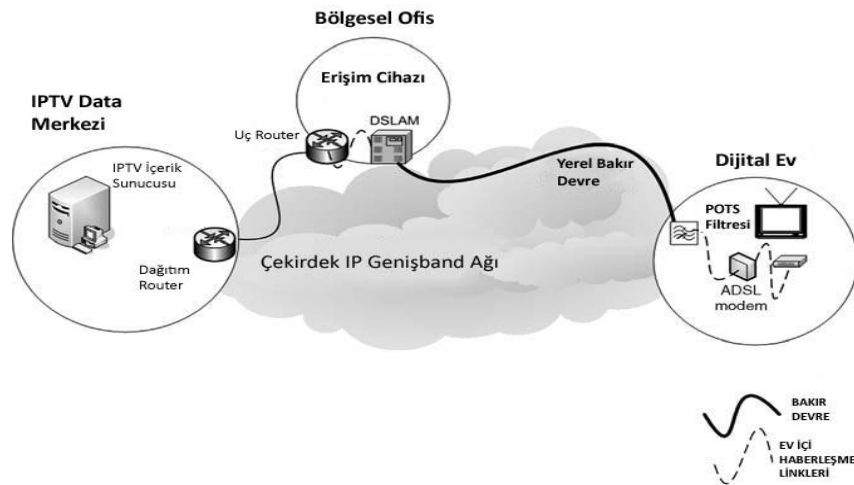 Bölgesel Ofis
Erişim Cihazı
DSLAM
Uç Router
IPTV Data
Merkezi
IPTV İçerik
Sunucusu
Dağıtım
Router
Yerel Bakır
Devre
Çekirdek IP Genişband Ağı
Dijital Ev
POTS
Filtresi
ADSL
modem
BAKIR
DEVRE
EV İÇİ
HABERLEŞME
LİNKLERİ